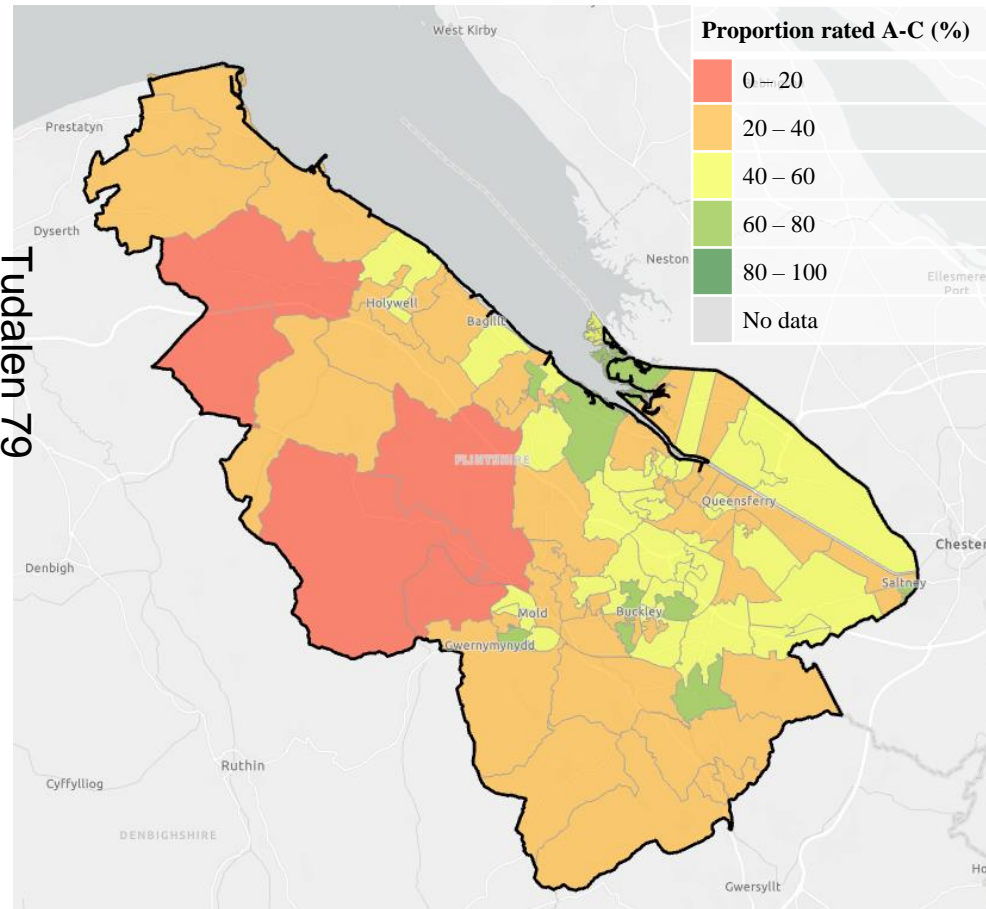 West Kirby
Proportion rated A-C (%)
0 – 20
20 – 40
40 – 60
60 – 80
80 – 100
No data
Prestatyn
Dyserth
Neston
Ellesmere
Port
Holywell
Bagillt
Tudalen 79
FLINTSHIRE
Queensferry
Chester
Denbigh
Saltney
Mold
Buckley
Gwernymynydd
Ruthin
Cyffylliog
DENBIGHSHIRE
Gwersyllt